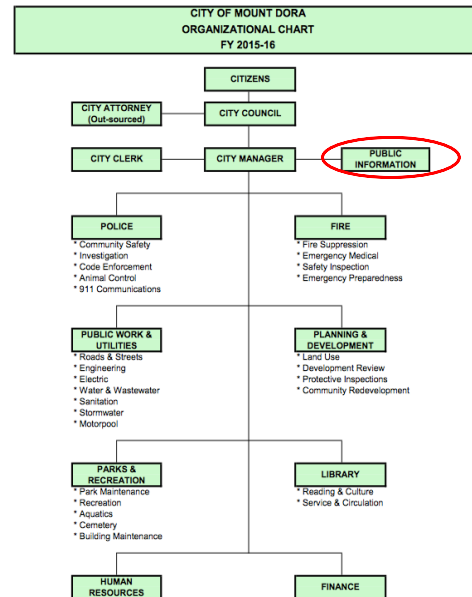 CITY OF MOUNT DORA
ORGANIZATIONAL CHART
FY 2015-16
CITIZENS
CITY ATTORNEY
(Out-sourced)
CITY COUNCIL
CITY CLERK
CITY MANAGER
PUBLIC
INFORMATION
POLICE
* Community Safety
* Investigation
* Code Enforcement
* Animal Control
* 911 Communications
FIRE
* Fire Suppression
* Emergency Medical
* Safety Inspection
* Emergency Preparedness
PUBLIC WORK &
UTILITIES
* Roads & Streets
* Engineering
* Electric
* Water & Wastewater
* Sanitation
* Stormwater
* Motorpool
PLANNING &
DEVELOPMENT
* Land Use
* Development Review
* Protective Inspections
* Community Redevelopment
PARKS &
RECREATION
* Park Maintenance
* Recreation
* Aquatics
* Cemetery
* Building Maintenance
LIBRARY
* Reading & Culture
* Service & Circulation
HUMAN
RESOURCES
FINANCE